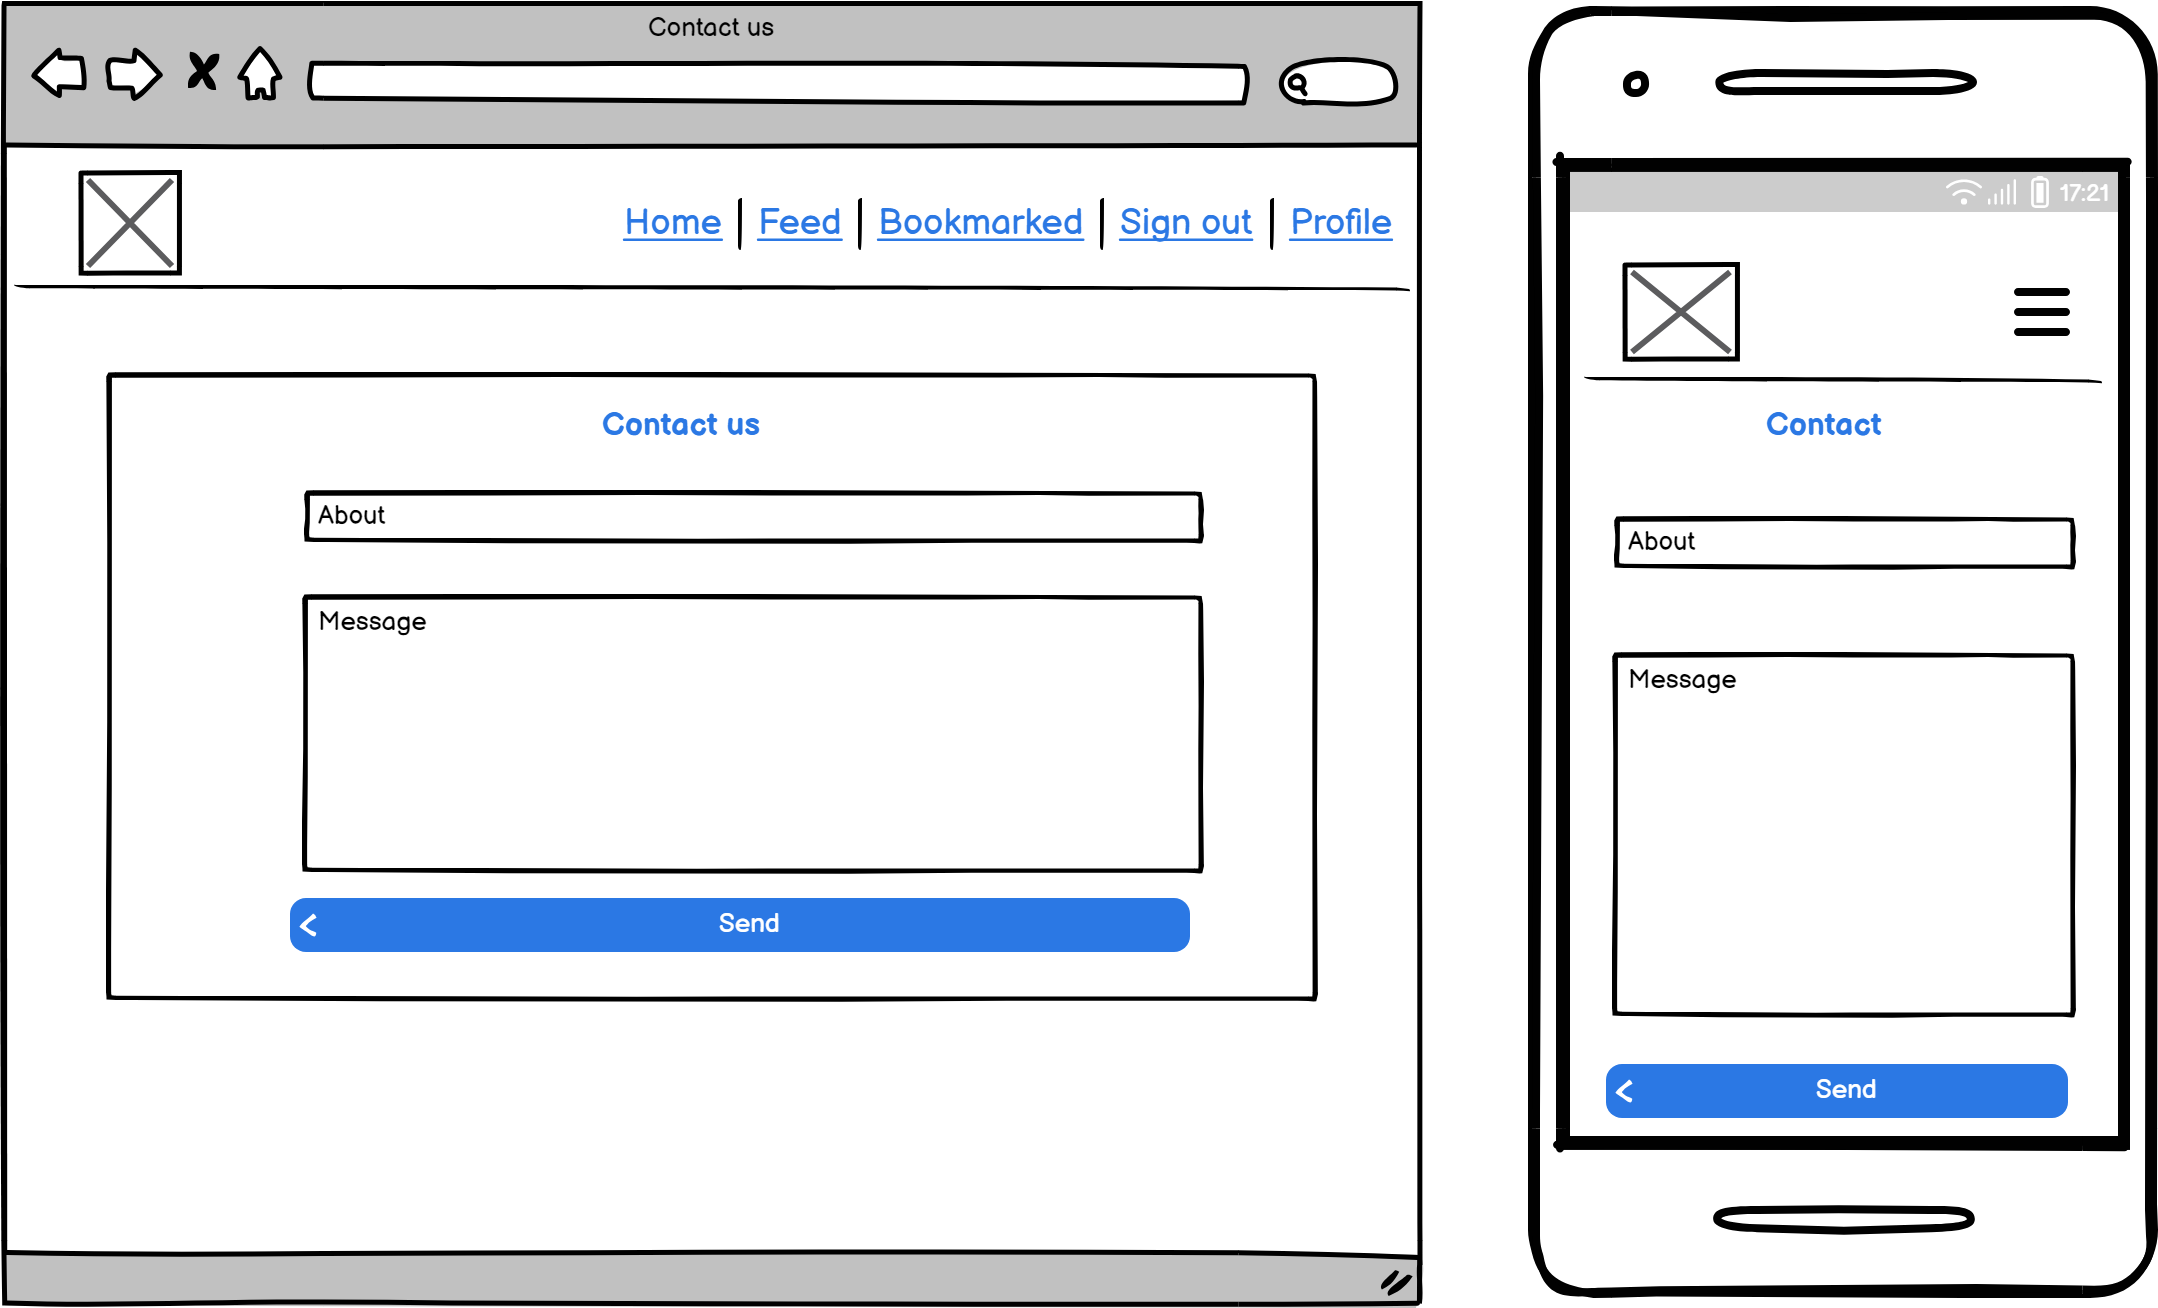 Contact us
Home | Feed | Bookmarked | Sign out | Profile
Contact us
About
Message
Send
17:21
Contact
About
Message
Send